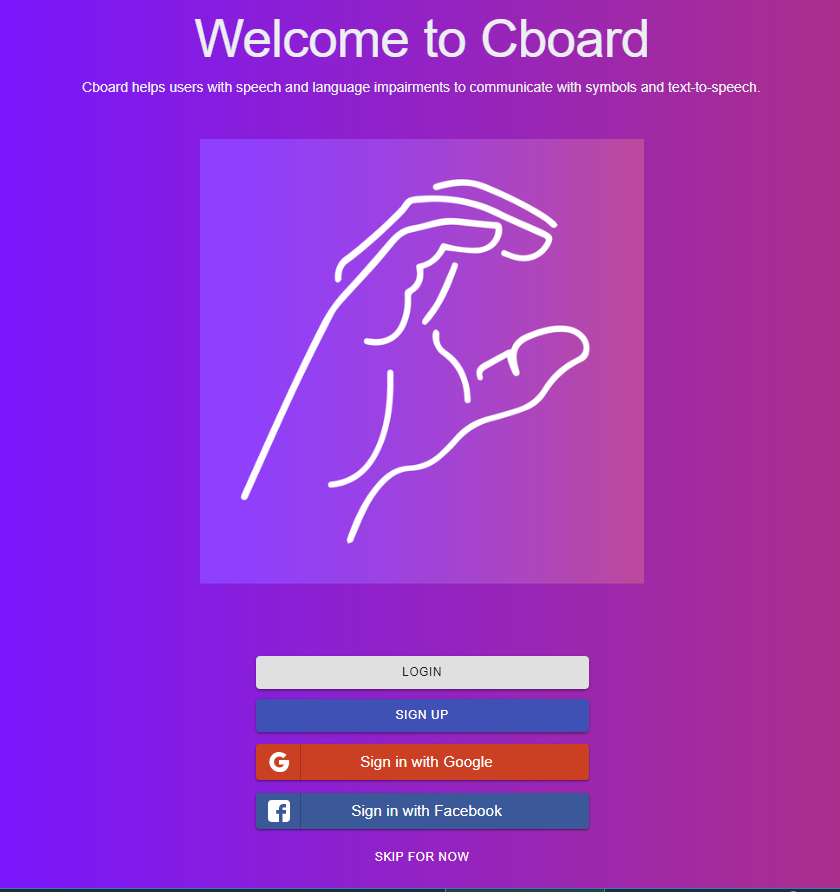 Welcome to Cboard
Cboard helps users with speech and language impairments to communicate with symbols and text-to-speech.
LOGIN
SIGN UP
Sign in with Google
Sign in with Facebook
SKIP FOR NOW